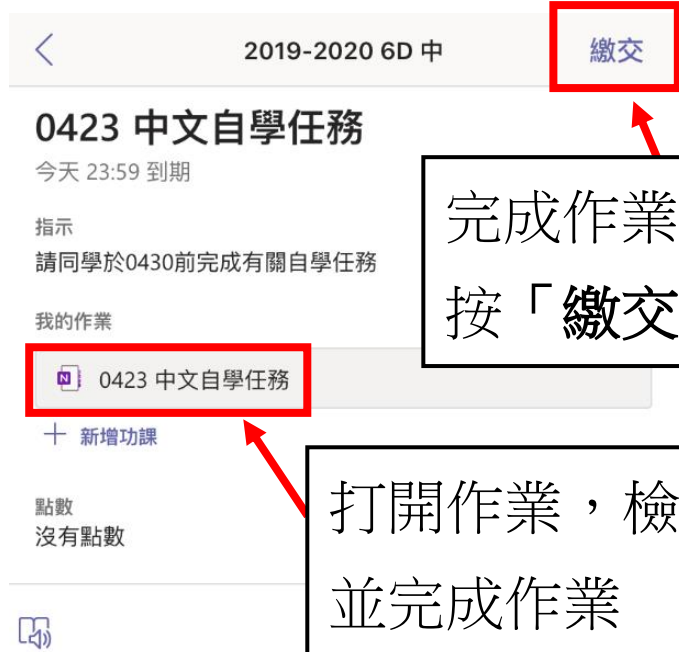 2019-2020 6D 中
繳交
0423 中文自學任務
今天 23:59 到期
完成作業
按「繳交
指示
請同學於0430前完成有關自學任務
我的作業
0423 中文自學任務
新增功課
打開作業，檢
並完成作業
點數
沒有點數